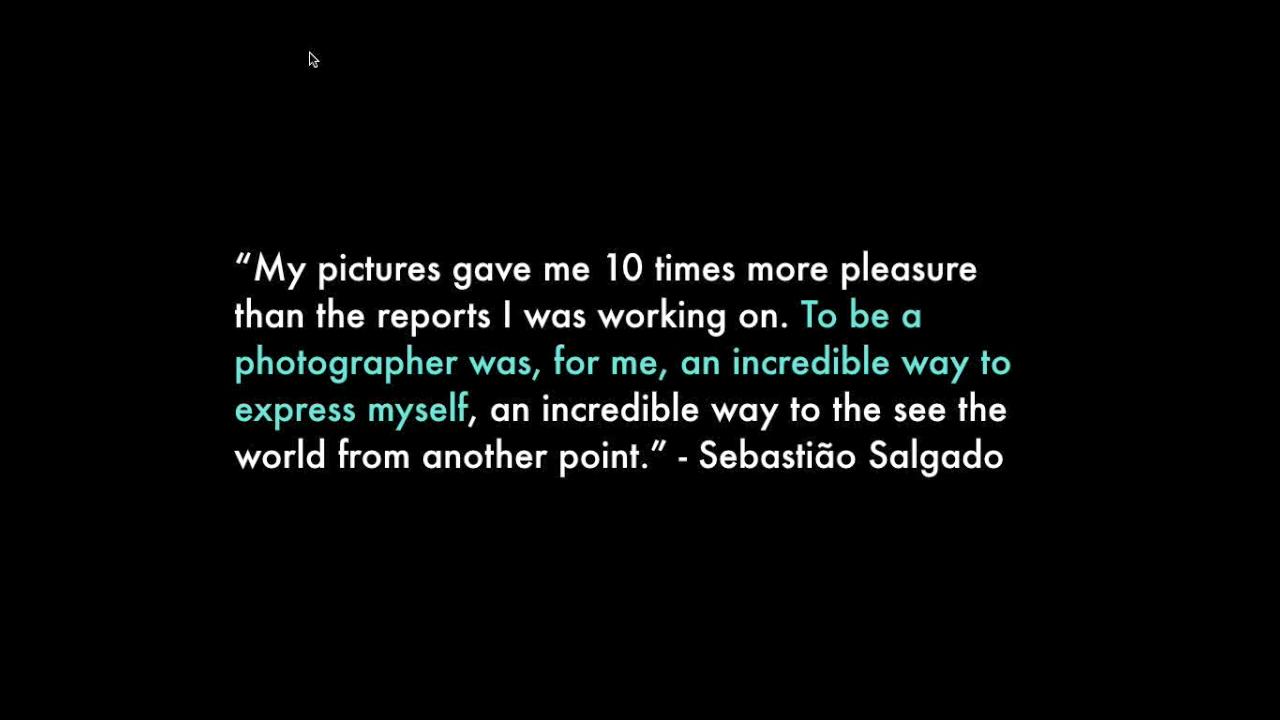 “My pictures gave me 10 times more pleasure
than the reports I was working on. To be a
photographer was, for me, an incredible way to
express myself, an incredible way to the see the
world from another point.” - Sebastião Salgado